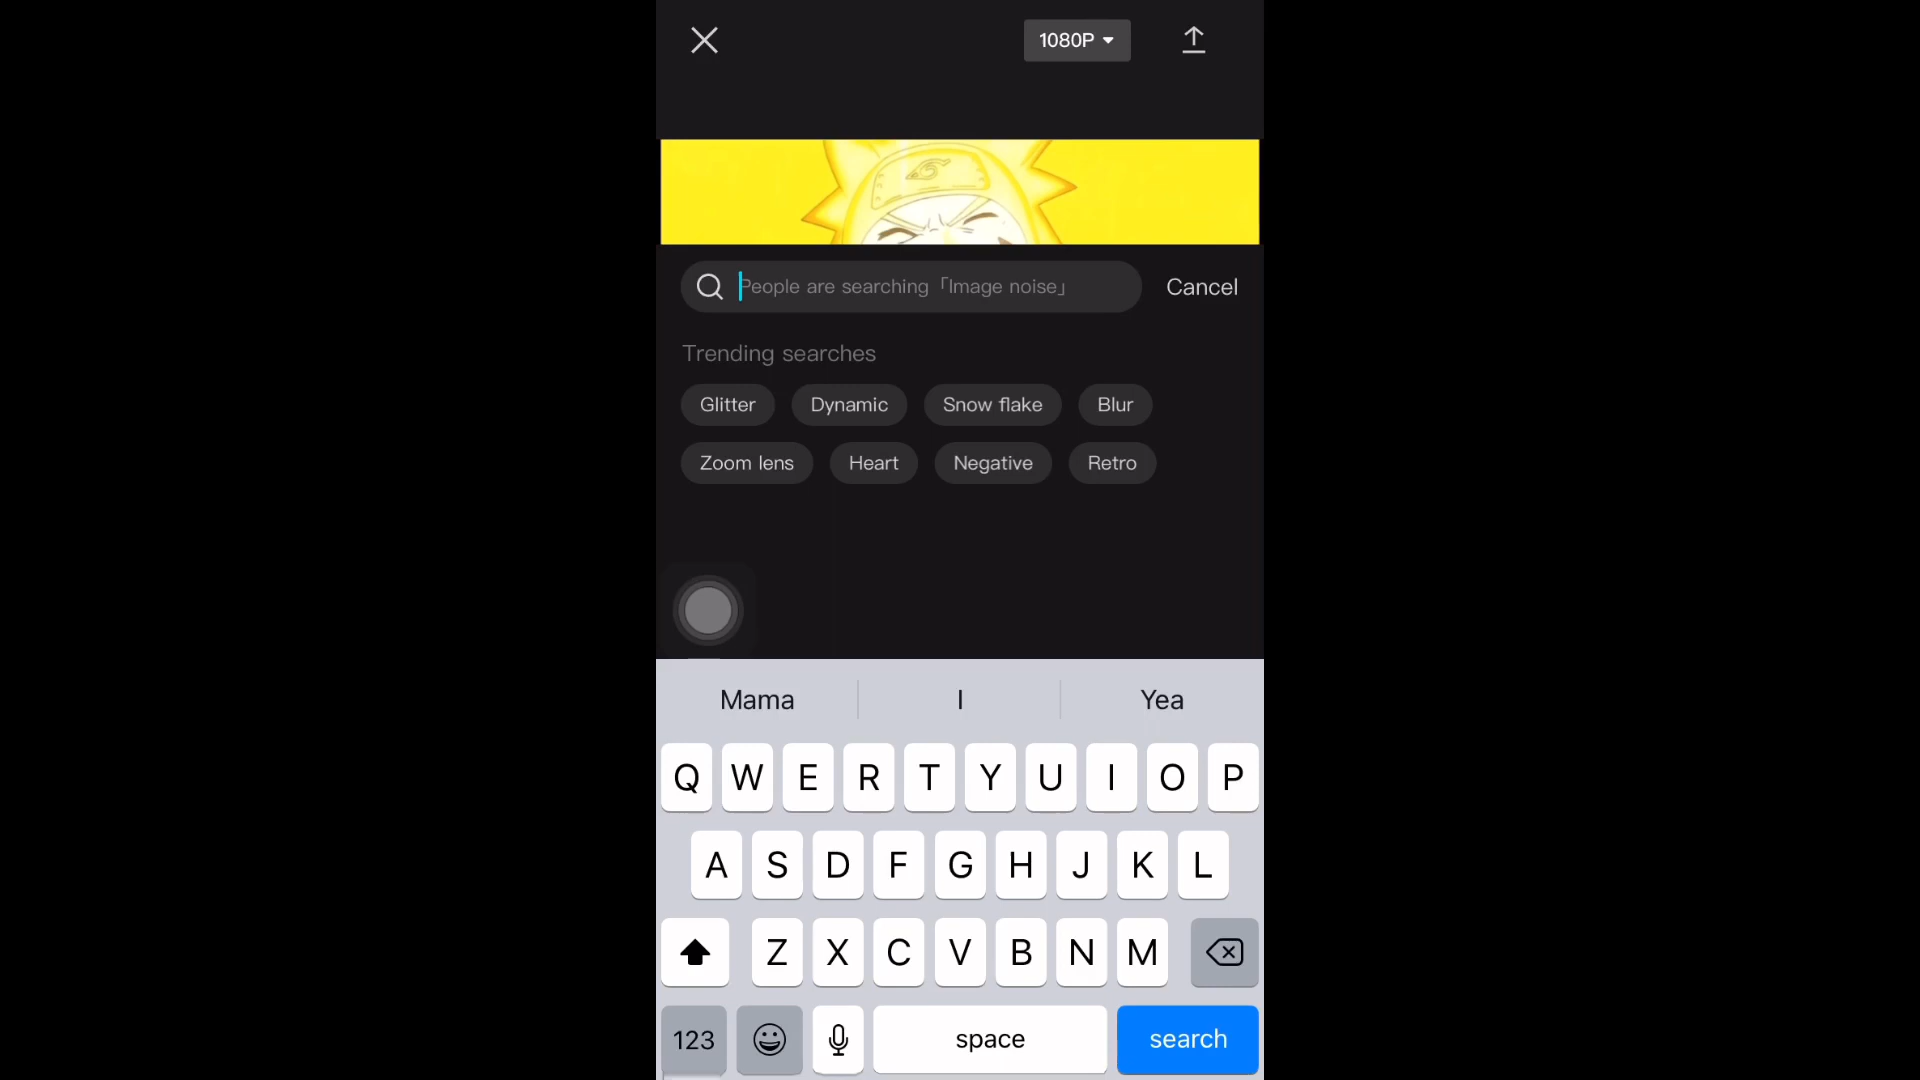 1080P
People are searching「Image noise」
Cancel
Trending searches
Glitter Dynamic Snow flake Blur
Zoom lens Heart Negative Retro
Mama I Yea
Q W E R T Y U I O P
A S D F G H J K L
Z X C V B N M
123 space search